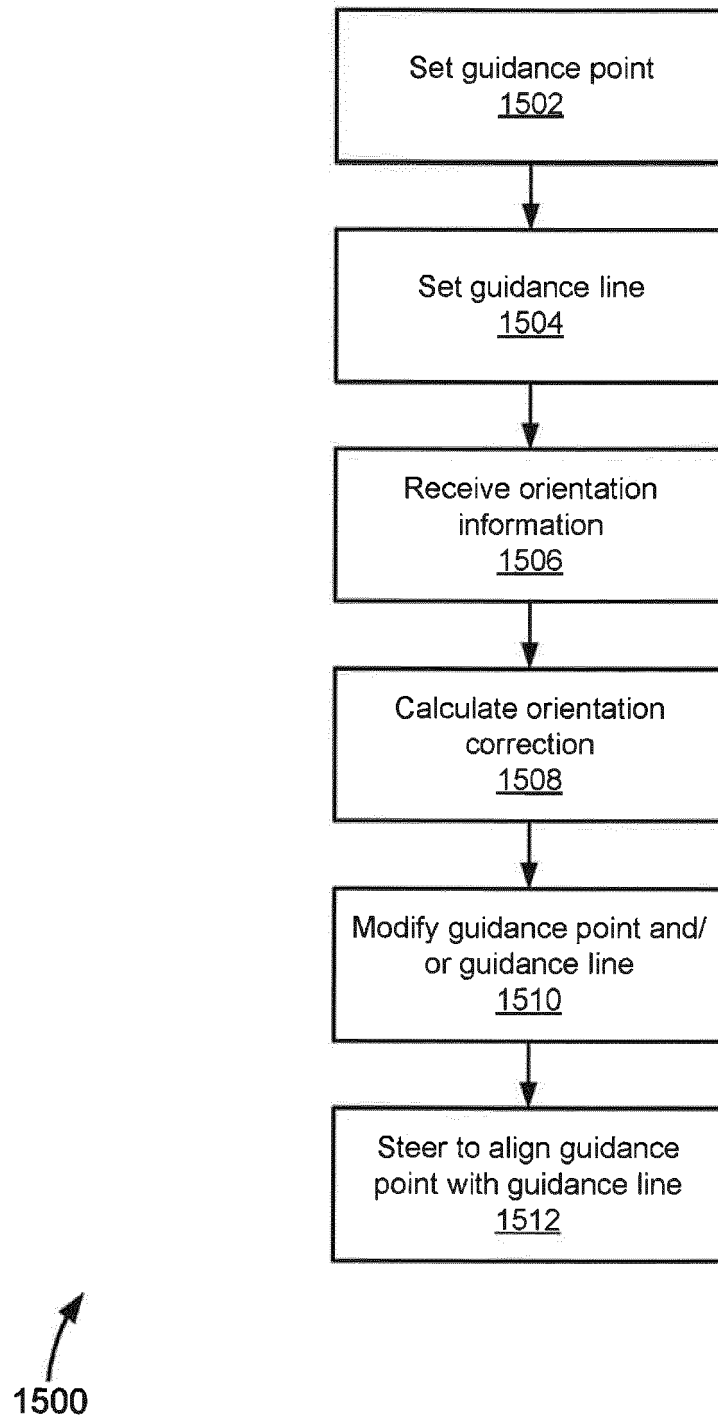 Set guidance point
1502
Set guidance line
1504
Receive orientation
information
1506
Calculate orientation
correction
1508
Modify guidance point and/
or guidance line
1510
Steer to align guidance
point with guidance line
1512
1500